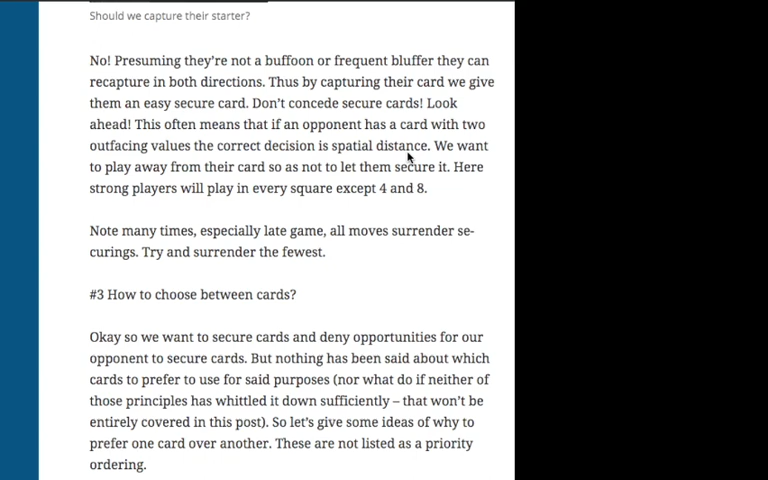 Should we capture their starter?
No! Presuming they're not a buffoon or frequent bluffer they can
recapture in both directions. Thus by capturing their card we give
them an easy secure card. Don't concede secure cards! Look
ahead! This often means that if an opponent has a card with two
outfacing values the correct decision is spatial distance. We want
to play away from their card so as not to let them secure it. Here
strong players will play in every square except 4 and 8.
Note many times, especially late game, all moves surrender se-
curings. Try and surrender the fewest.
#3 How to choose between cards?
Okay so we want to secure cards and deny opportunities for our
opponent to secure cards. But nothing has been said about which
cards to prefer to use for said purposes (nor what do if neither of
those principles has whittled it down sufficiently – that won't be
entirely covered in this post). So let's give some ideas of why to
prefer one card over another. These are not listed as a priority
ordering.